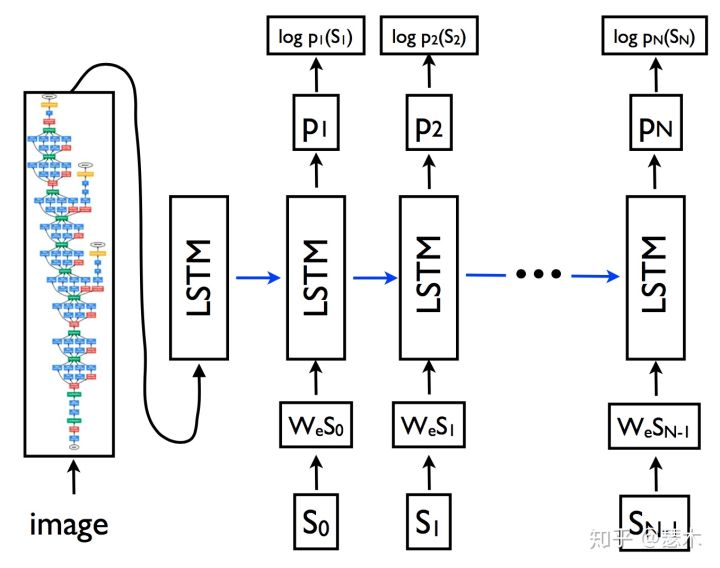 log p1(S1) log p2(S2) log pN(SN)
p1 p2 pN
LSTM LSTM LSTM LSTM
WeS0 WeS1 WeSN-1
image S0 S1 SN-1
知乎 @瑟木